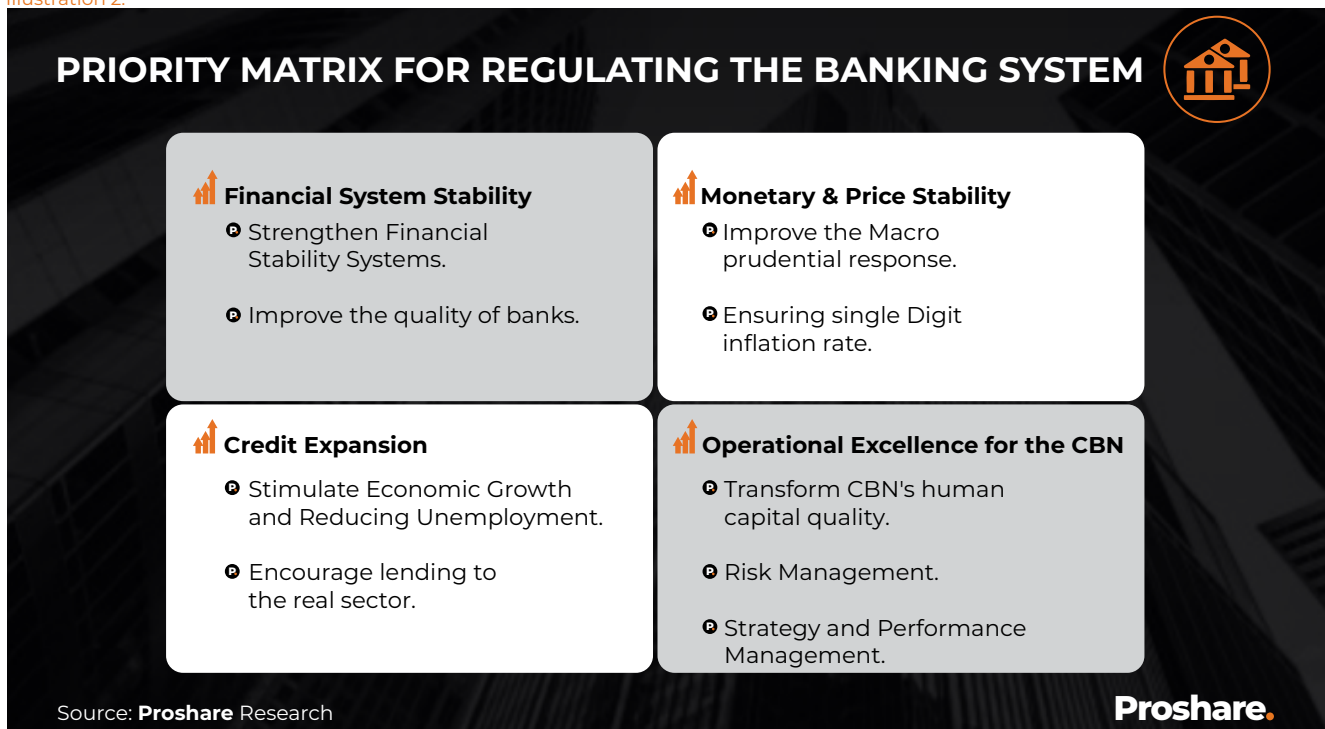 Illustration 2:
PRIORITY MATRIX FOR REGULATING THE BANKING SYSTEM
Financial System Stability
Strengthen Financial
Stability Systems.
Improve the quality of banks.
Monetary & Price Stability
Improve the Macro
prudential response.
Ensuring single Digit
inflation rate.
Credit Expansion
Stimulate Economic Growth
and Reducing Unemployment.
Encourage lending to
the real sector.
Operational Excellence for the CBN
Transform CBN's human
capital quality.
Risk Management.
Strategy and Performance
Management.
Source: Proshare Research
Proshare.